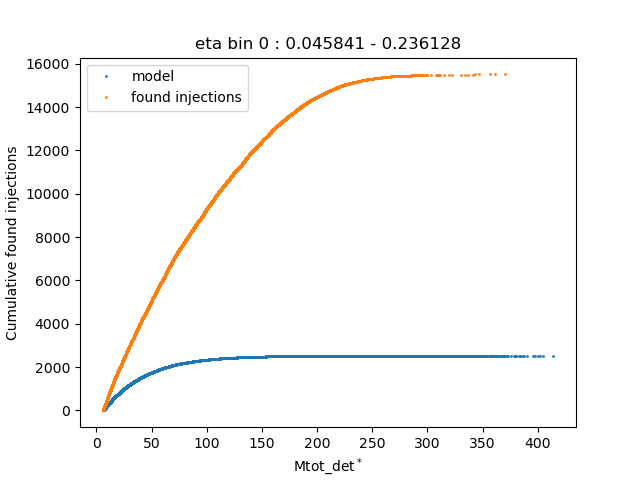 eta bin 0 : 0.045841 - 0.236128
model
found injections
Cumulative found injections
16000
14000
12000
10000
8000
6000
4000
2000
0
0 50 100 150 200 250 300 350 400
Mtot_det*